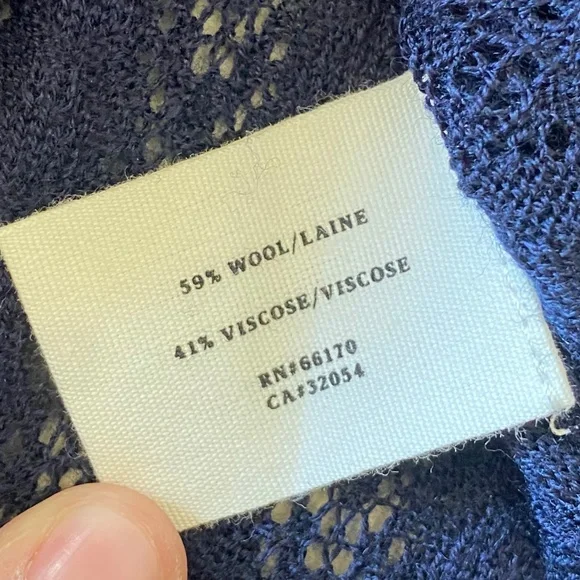 59% WOOL/LAINE
41% VISCOSE/VISCOSE
RN#66170
CA#32054